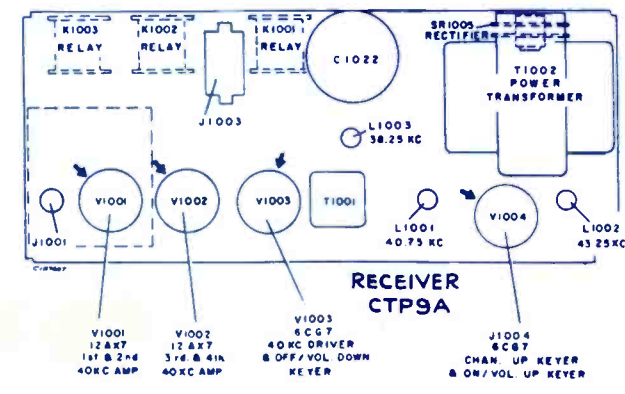 K1003
RELAY
K1002
RELAY
K1001
RELAY
J1003
C1022
SR1005
RECTIFIER
T1002
POWER
TRANSFORMER
L1003
38.25 KC
J1001
V1001
V1002
V1003
T1001
L1001
40.75 KC
V1004
L1002
43.25 KC
RECEIVER
CTP9A
V1001
12AX7
1st & 2nd
40KC AMP
V1002
12AX7
3rd. & 4th
40KC AMP
V1003
6CG7
40KC DRIVER
& OFF/VOL. DOWN
KEYER
J1004
6CG7
CHAN. UP KEYER
& ON/VOL. UP KEYER